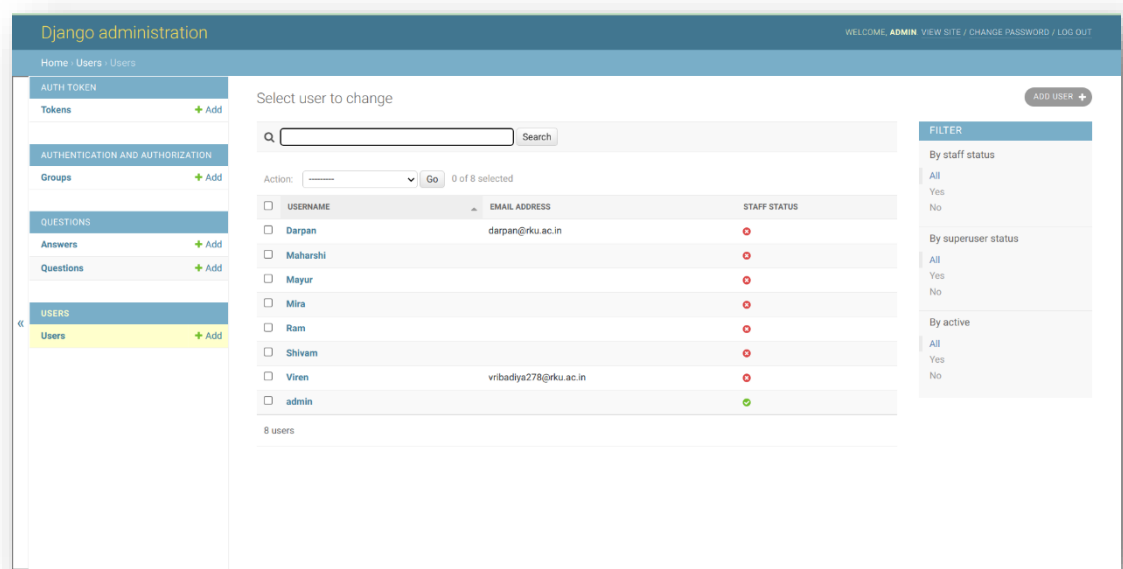 Django administration
WELCOME, ADMIN. VIEW SITE / CHANGE PASSWORD / LOG OUT
Home › Users › Users
AUTH TOKEN
Tokens + Add
AUTHENTICATION AND AUTHORIZATION
Groups + Add
QUESTIONS
Answers + Add
Questions + Add
USERS
Users + Add
«
Select user to change
ADD USER +
Search
Action: --------- Go 0 of 8 selected
USERNAME EMAIL ADDRESS STAFF STATUS
Darpan darpan@rku.ac.in
Maharshi
Mayur
Mira
Ram
Shivam
Viren vribadiya278@rku.ac.in
admin
8 users
FILTER
By staff status
All
Yes
No
By superuser status
All
Yes
No
By active
All
Yes
No